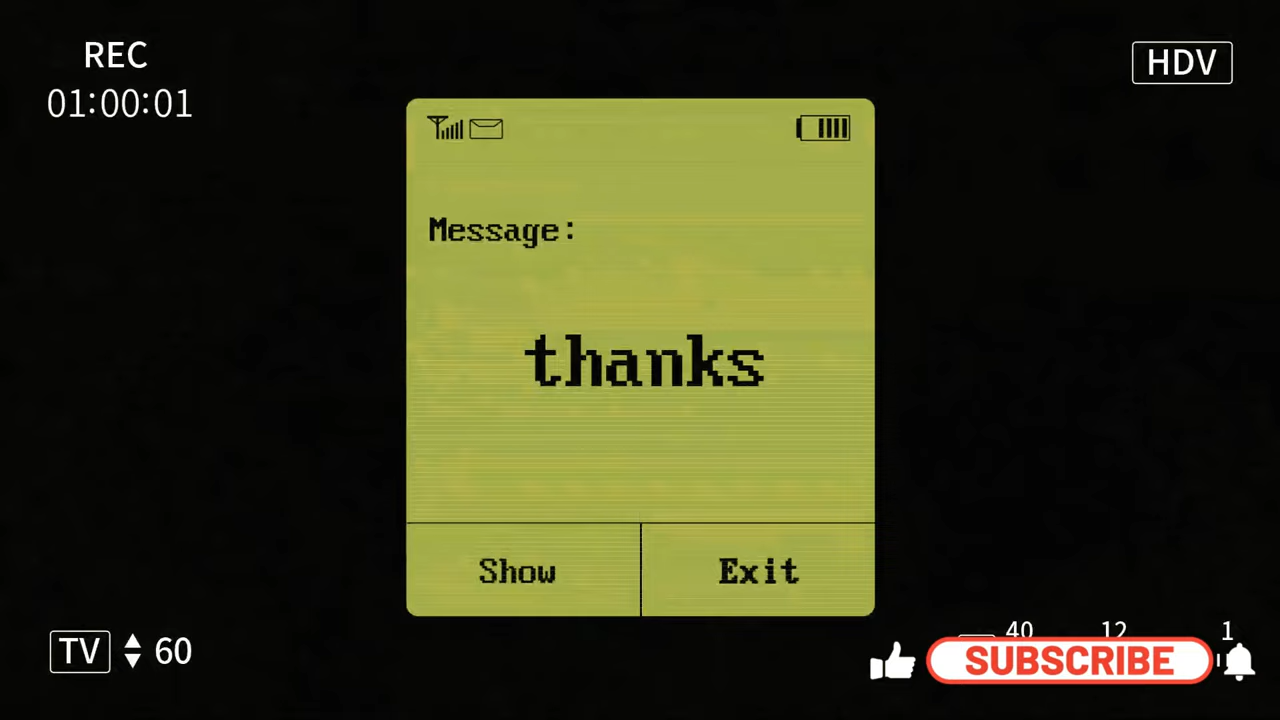 REC
01:00:01
HDV
Message:
thanks
Show
Exit
TV 60
40 12 1
SUBSCRIBE